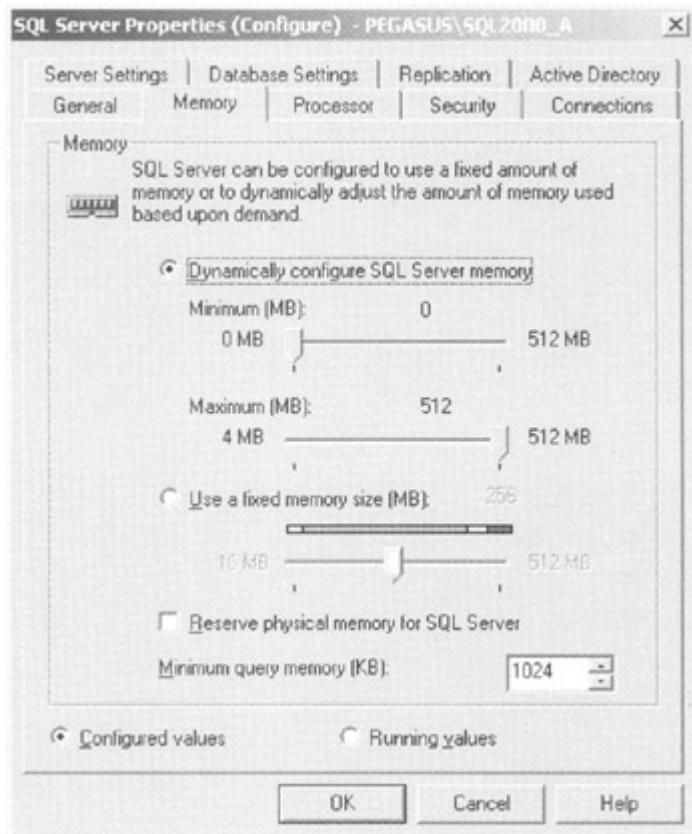 SQL Server Properties (Configure) - PEGASUS\SQL2000_A
Server Settings Database Settings Replication Active Directory
General Memory Processor Security Connections
Memory
SQL Server can be configured to use a fixed amount of
memory or to dynamically adjust the amount of memory used
based upon demand.
Dynamically configure SQL Server memory
Minimum (MB): 0
0 MB 512 MB
Maximum (MB): 512
4 MB 512 MB
Use a fixed memory size (MB): 256
16 MB 512 MB
Reserve physical memory for SQL Server
Minimum query memory (KB): 1024
Configured values Running values
OK Cancel Help